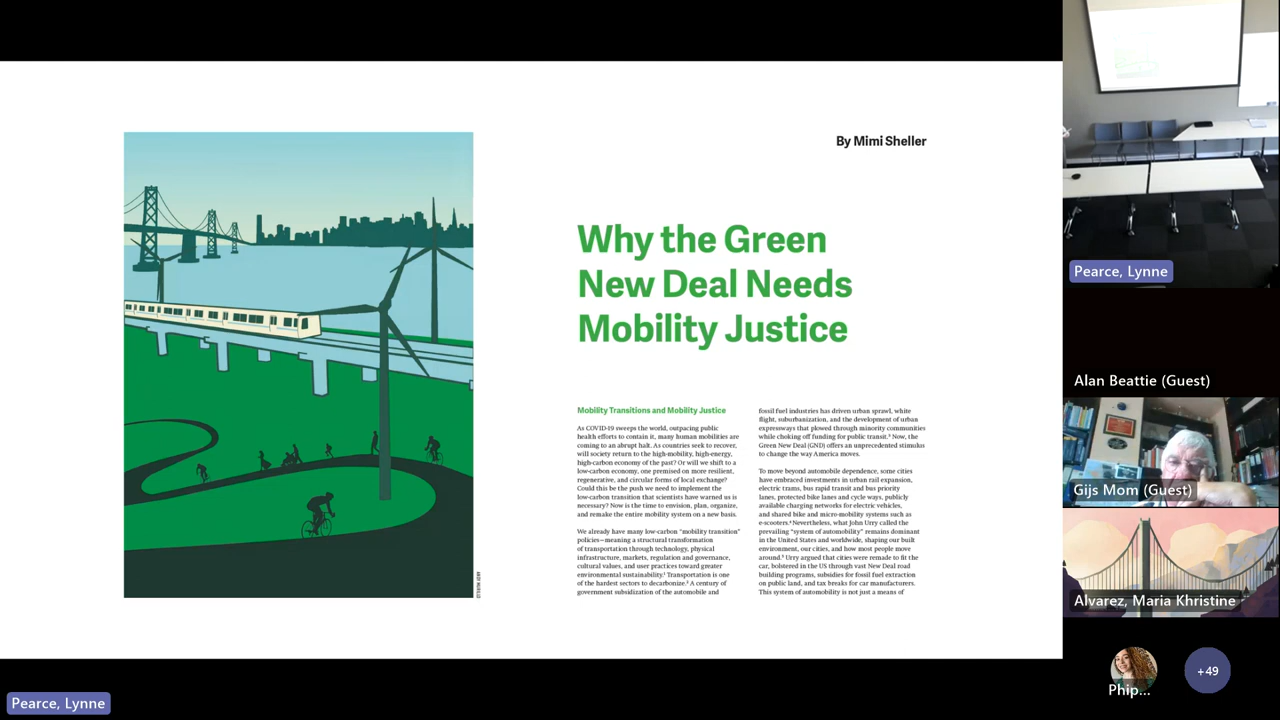 By Mimi Sheller
Why the Green
New Deal Needs
Mobility Justice
Mobility Transitions and Mobility Justice
As COVID-19 sweeps the world, outpacing public
health efforts to contain it, many human mobilities are
coming to an abrupt halt. As countries seek to recover,
will society return to the high-mobility, high-energy,
high-carbon economy of the past? Or will we shift to a
low-carbon economy, one premised on more resilient,
regenerative, and circular forms of local exchange?
Could this be the push we need to implement the
low-carbon transition that scientists have warned us is
necessary? Now is the time to envision, plan, organize,
and remake the entire mobility system on a new basis.
We already have many low-carbon “mobility transition”
policies—meaning a structural transformation
of transportation through technology, physical
infrastructure, markets, regulation and governance,
cultural values, and user practices toward greater
environmental sustainability.¹ Transportation is one
of the hardest sectors to decarbonize.² A century of
government subsidization of the automobile and
fossil fuel industries has driven urban sprawl, white
flight, suburbanization, and the development of urban
expressways that plowed through minority communities
while choking off funding for public transit.³ Now, the
Green New Deal (GND) offers an unprecedented stimulus
to change the way America moves.
To move beyond automobile dependence, some cities
have embraced investments in urban rail expansion,
electric trams, bus rapid transit and bus priority
lanes, protected bike lanes and cycle ways, publicly
available charging networks for electric vehicles,
and shared bike and micro-mobility systems such as
e-scooters.⁴ Nevertheless, what John Urry called the
prevailing “system of automobility” remains dominant
in the United States and worldwide, shaping our built
environment, our cities, and how most people move
around.⁵ Urry argued that cities were remade to fit the
car, bolstered in the US through vast New Deal road
building programs, subsidies for fossil fuel extraction
on public land, and tax breaks for car manufacturers.
This system of automobility is not just a means of
Pearce, Lynne
Alan Beattie (Guest)
Gijs Mom (Guest)
Alvarez, Maria Khristine
Phip...
+49
Pearce, Lynne